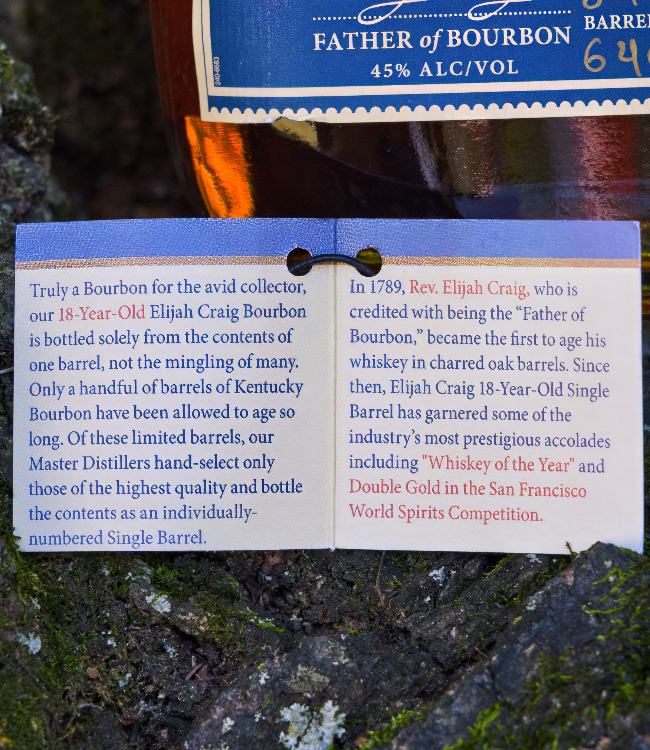 FATHER of BOURBON
45% ALC/VOL
BARREL
Truly a Bourbon for the avid collector,
our 18-Year-Old Elijah Craig Bourbon
is bottled solely from the contents of
one barrel, not the mingling of many.
Only a handful of barrels of Kentucky
Bourbon have been allowed to age so
long. Of these limited barrels, our
Master Distillers hand-select only
those of the highest quality and bottle
the contents as an individually-
numbered Single Barrel.
In 1789, Rev. Elijah Craig, who is
credited with being the “Father of
Bourbon,” became the first to age his
whiskey in charred oak barrels. Since
then, Elijah Craig 18-Year-Old Single
Barrel has garnered some of the
industry’s most prestigious accolades
including "Whiskey of the Year" and
Double Gold in the San Francisco
World Spirits Competition.